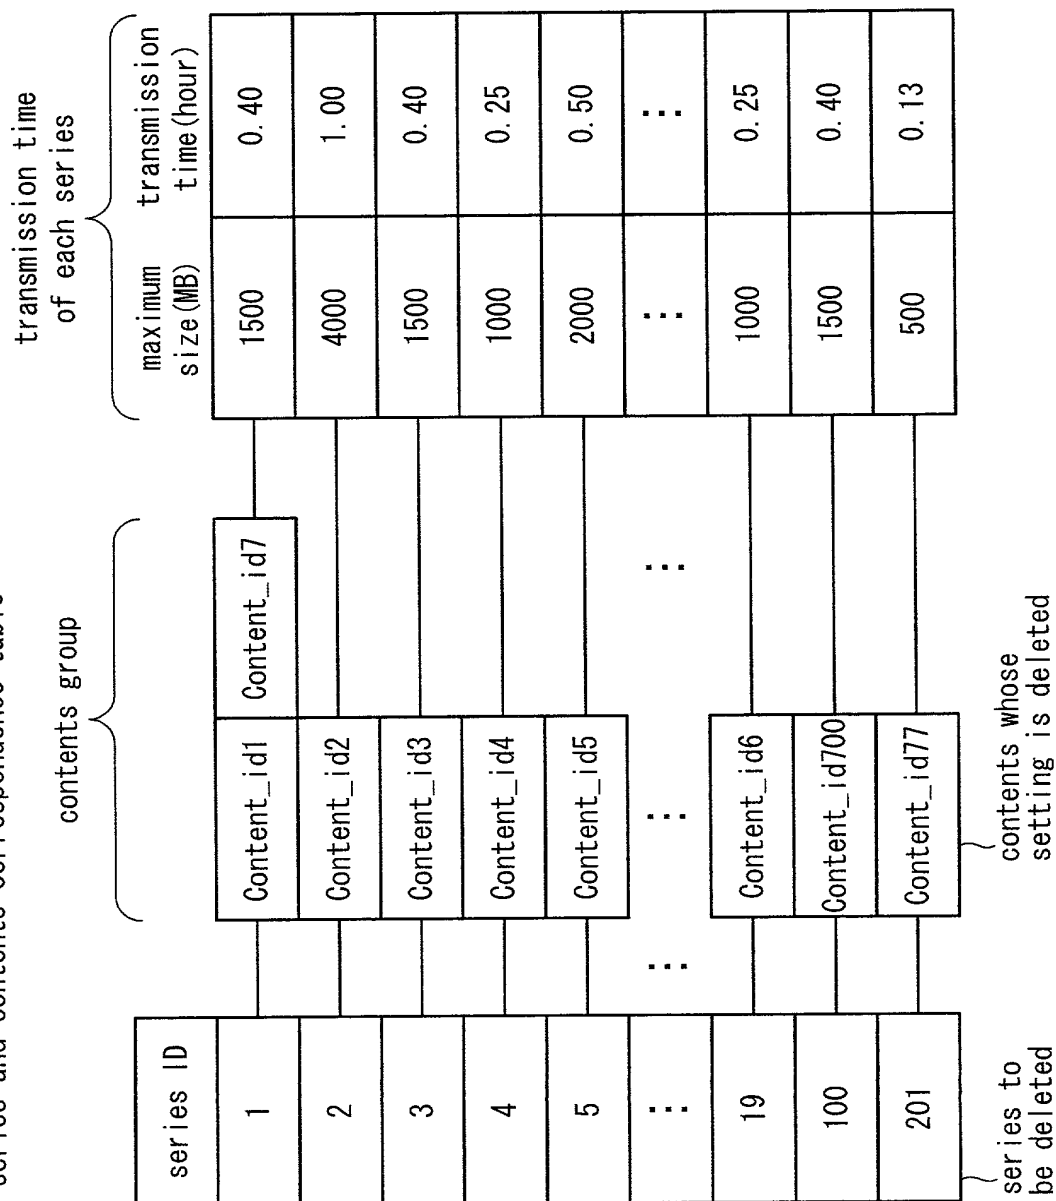 series and contents correspondence table
contents group
transmission time
of each series
series ID
maximum
size(MB)
transmission
time(hour)
1 Content_id1 Content_id7 1500 0.40
2 Content_id2 4000 1.00
3 Content_id3 1500 0.40
4 Content_id4 1000 0.25
5 Content_id5 2000 0.50
... ... ... ... ... ...
19 Content_id6 1000 0.25
100 Content_id700 1500 0.40
201 Content_id77 500 0.13
series to
be deleted
contents whose
setting is deleted